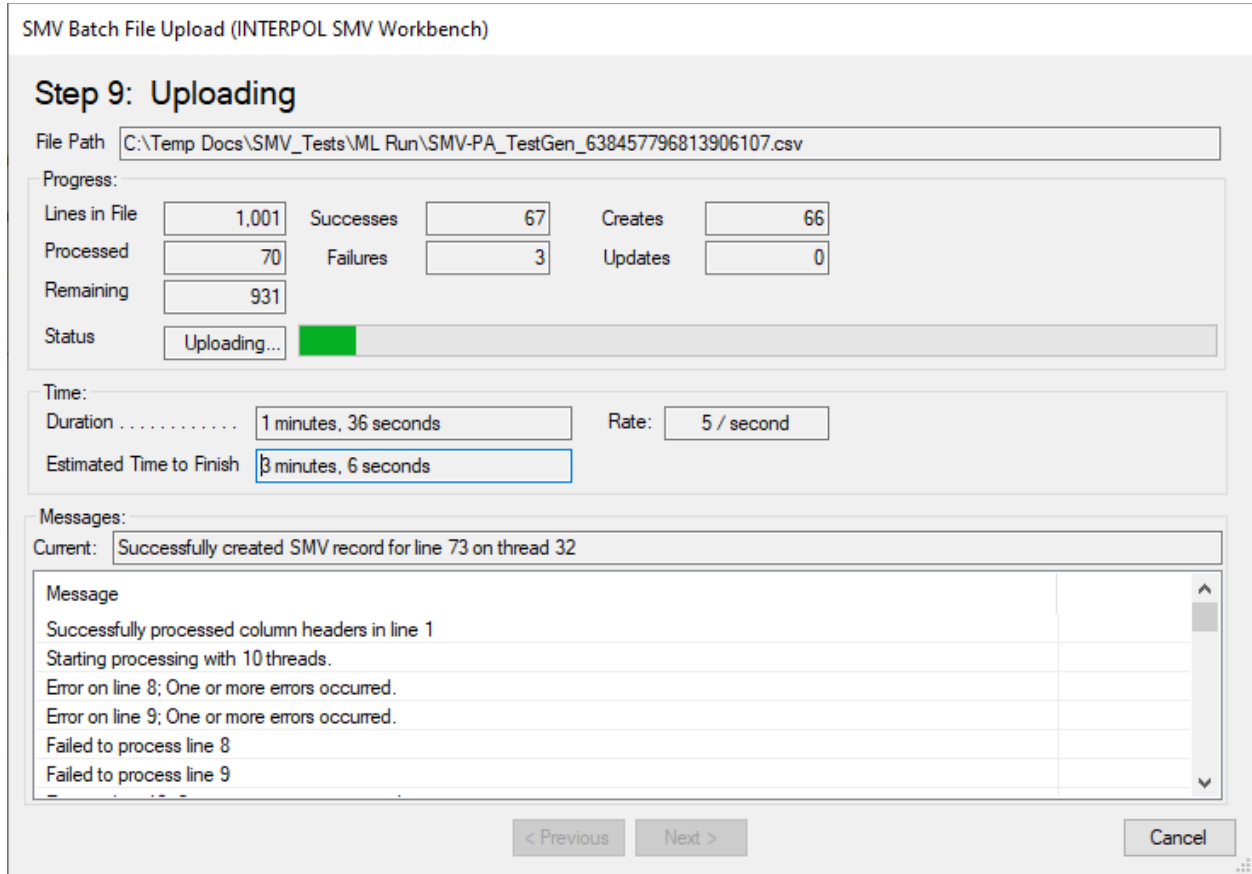 SMV Batch File Upload (INTERPOL SMV Workbench)
Step 9: Uploading
File Path C:\Temp Docs\SMV_Tests\ML Run\SMV-PA_TestGen_638457796813906107.csv
Progress:
Lines in File 1,001 Successes 67 Creates 66
Processed 70 Failures 3 Updates 0
Remaining 931
Status Uploading...
Time:
Duration . . . . . . . . . . . . 1 minutes, 36 seconds Rate: 5 / second
Estimated Time to Finish 3 minutes, 6 seconds
Messages:
Current: Successfully created SMV record for line 73 on thread 32
Message
Successfully processed column headers in line 1
Starting processing with 10 threads.
Error on line 8; One or more errors occurred.
Error on line 9; One or more errors occurred.
Failed to process line 8
Failed to process line 9
< Previous Next > Cancel